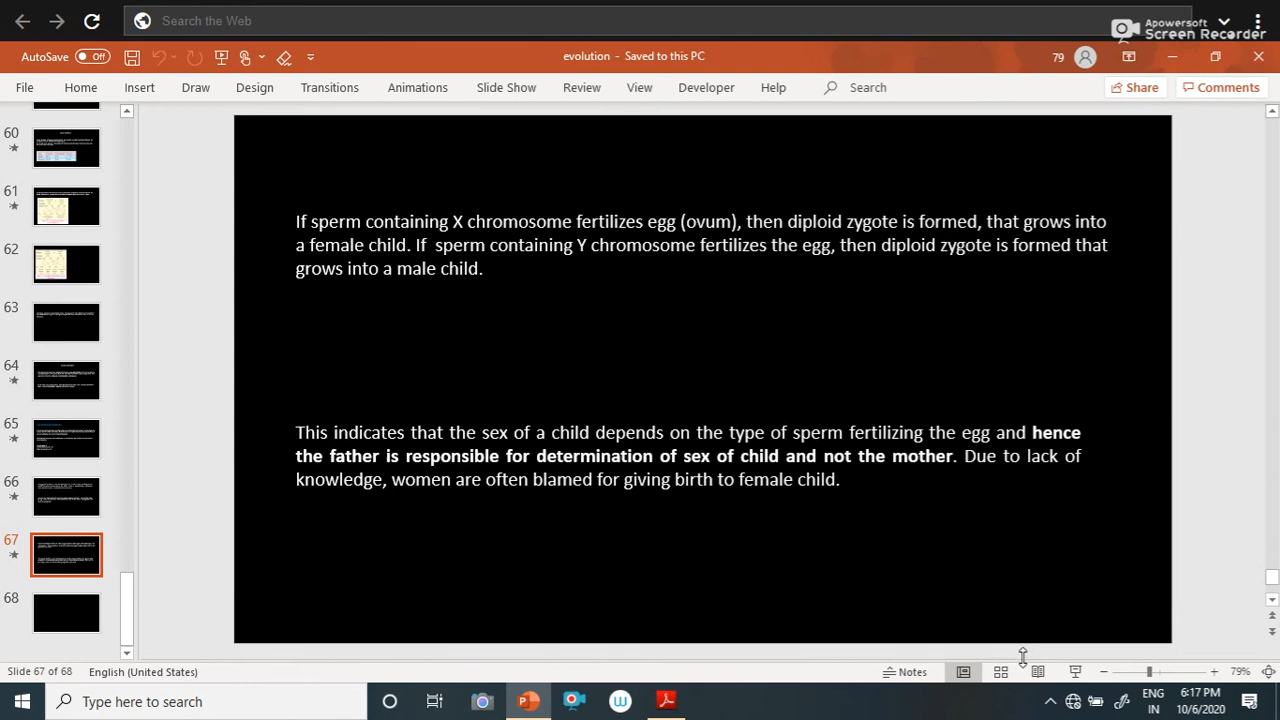 Search the Web
Apowersoft
Screen Recorder
AutoSave Off evolution - Saved to this PC 79
File Home Insert Draw Design Transitions Animations Slide Show Review View Developer Help Search Share Comments
60
61
62
63
64
65
66
67
68
If sperm containing X chromosome fertilizes egg (ovum), then diploid zygote is formed, that grows into
a female child. If sperm containing Y chromosome fertilizes the egg, then diploid zygote is formed that
grows into a male child.
This indicates that the sex of a child depends on the type of sperm fertilizing the egg and hence
the father is responsible for determination of sex of child and not the mother. Due to lack of
knowledge, women are often blamed for giving birth to female child.
Slide 67 of 68 English (United States) Notes 79%
Type here to search
ENG 6:17 PM
IN 10/6/2020